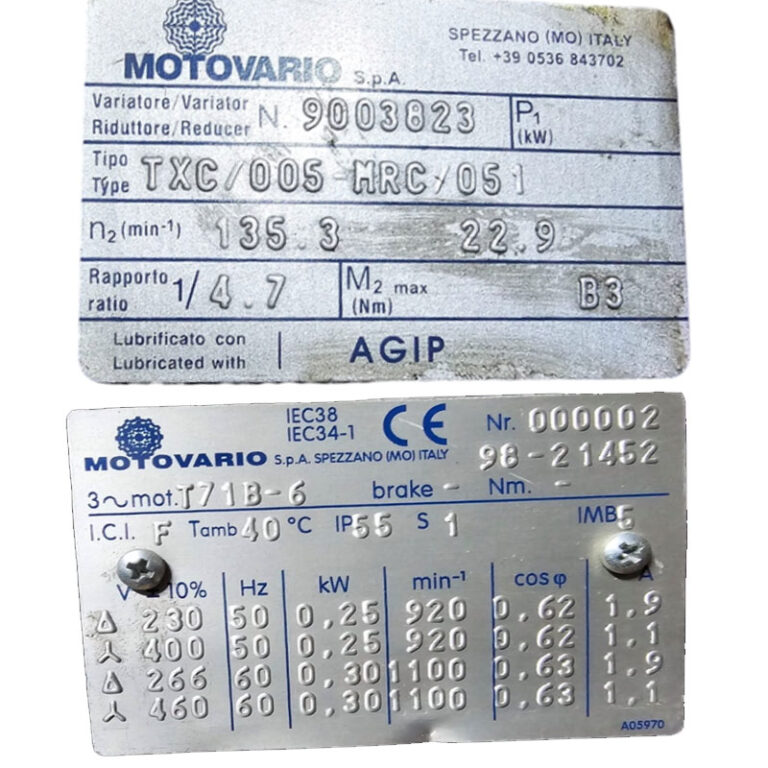 MOTOVARIO S.p.A.
SPEZZANO (MO) ITALY
Tel. +39 0536 843702
Variatore/Variator
Riduttore/Reducer N. 9003823 P1 (kW)
Tipo
Type TXC/005-MRC/051
n2 (min-1) 135.3 22.9
Rapporto
ratio 1/4.7 M2 max (Nm) B3
Lubrificato con
Lubricated with AGIP
IEC38
IEC34-1 CE Nr. 000002
MOTOVARIO S.p.A. SPEZZANO (MO) ITALY 98-21452
3~mot. T71B-6 brake - Nm. -
I.C.I. F Tamb 40 °C IP55 S 1 IMB5
V 10% Hz kW min-1 cos φ A
Δ 230 50 0,25 920 0.62 1.9
Y 400 50 0,25 920 0.62 1.1
Δ 266 60 0,30 1100 0.63 1.9
Y 460 60 0,30 1100 0.63 1.1
A05970